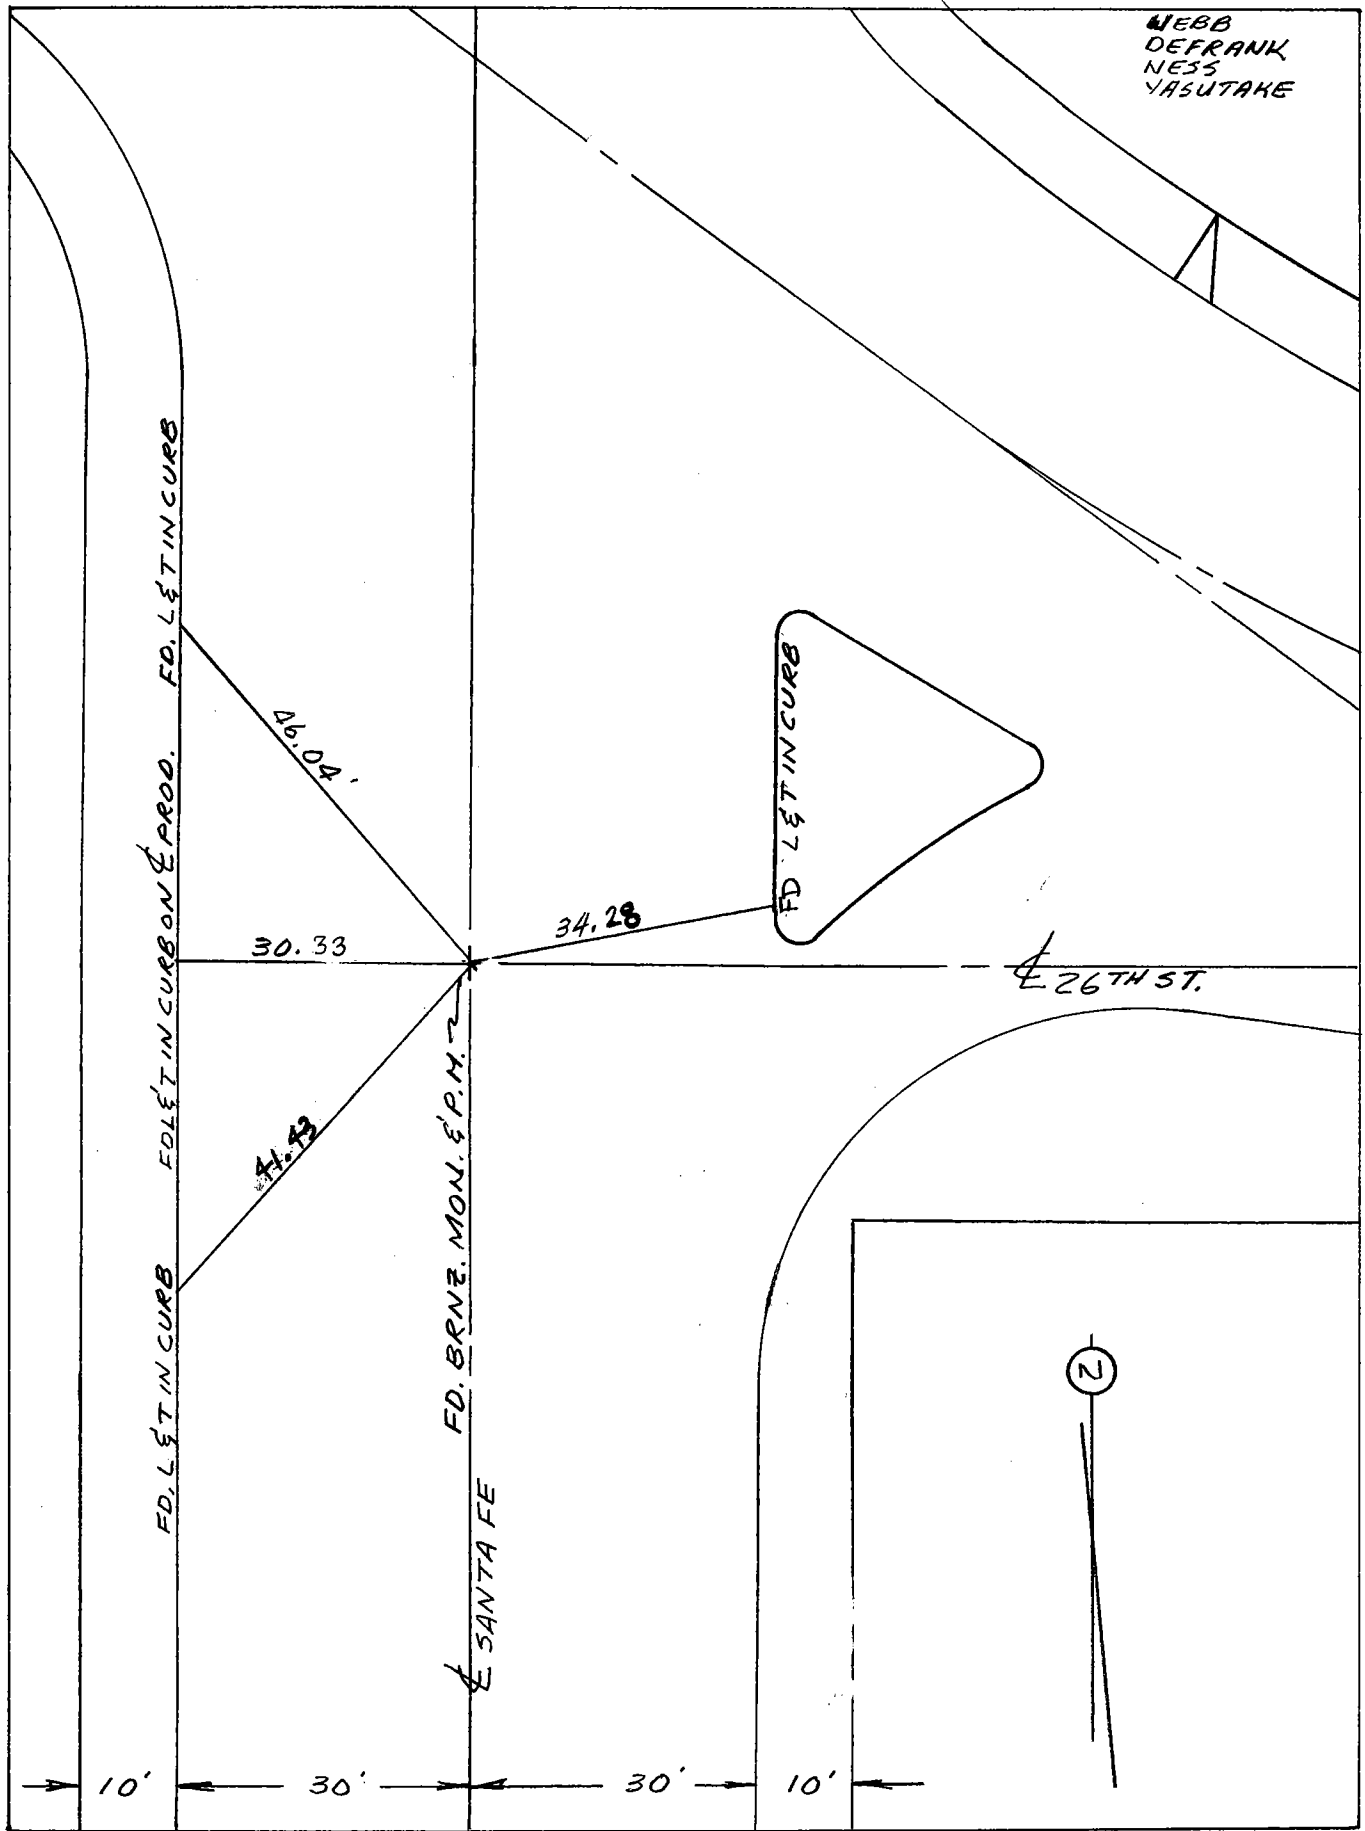 WEBB
DEFRANK
NESS
YASUTAKE
FD. L & T IN CURB
46.04'
FD L & T IN CURB ON ℄ PROD.
FD L & T IN CURB
34.28
30.33
℄ 26TH ST.
41.43
FD. BRNZ. MON. & P.M.
FD. L & T IN CURB
℄ SANTA FE
10' 30' 30' 10'